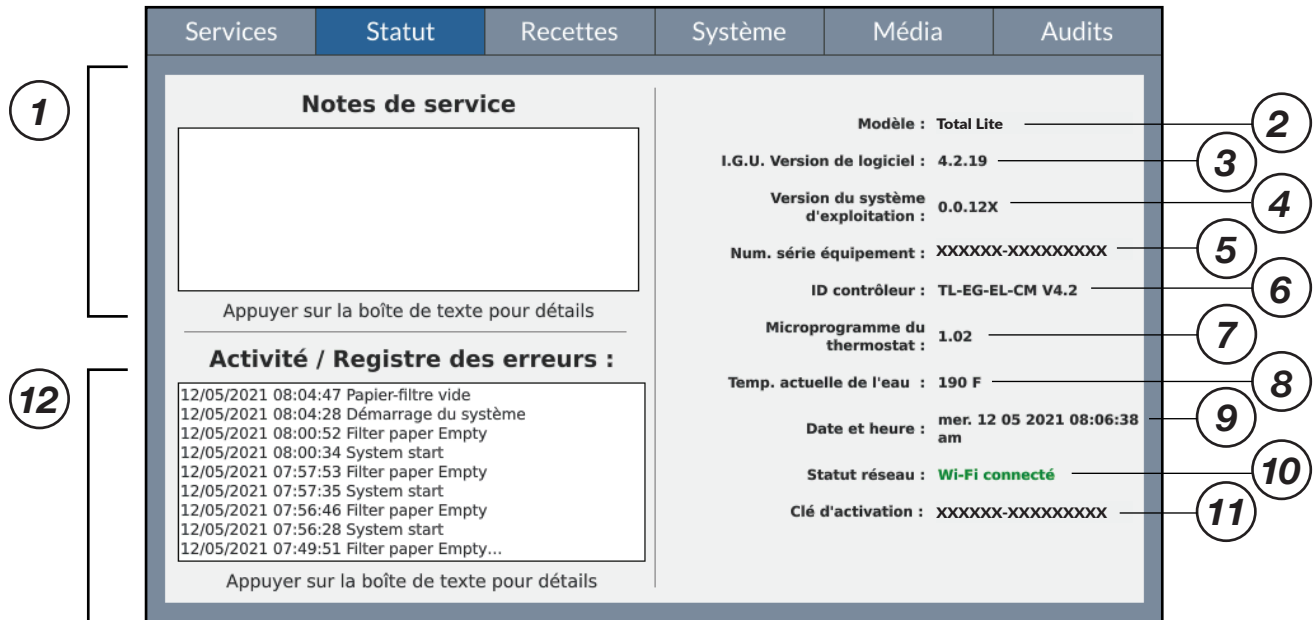 Services Statut Recettes Système Média Audits
1
Notes de service
Appuyer sur la boîte de texte pour détails
12
Activité / Registre des erreurs :
12/05/2021 08:04:47 Papier-filtre vide
12/05/2021 08:04:28 Démarrage du système
12/05/2021 08:00:52 Filter paper Empty
12/05/2021 08:00:34 System start
12/05/2021 07:57:53 Filter paper Empty
12/05/2021 07:57:35 System start
12/05/2021 07:56:46 Filter paper Empty
12/05/2021 07:56:28 System start
12/05/2021 07:49:51 Filter paper Empty...
Appuyer sur la boîte de texte pour détails
Modèle : Total Lite 2
I.G.U. Version de logiciel : 4.2.19 3
Version du système
d'exploitation : 0.0.12X 4
Num. série équipement : XXXXXX-XXXXXXXXX 5
ID contrôleur : TL-EG-EL-CM V4.2 6
Microprogramme du
thermostat : 1.02 7
Temp. actuelle de l'eau : 190 F 8
Date et heure : mer. 12 05 2021 08:06:38 9
am
Statut réseau : Wi-Fi connecté 10
Clé d'activation : XXXXXX-XXXXXXXXX 11